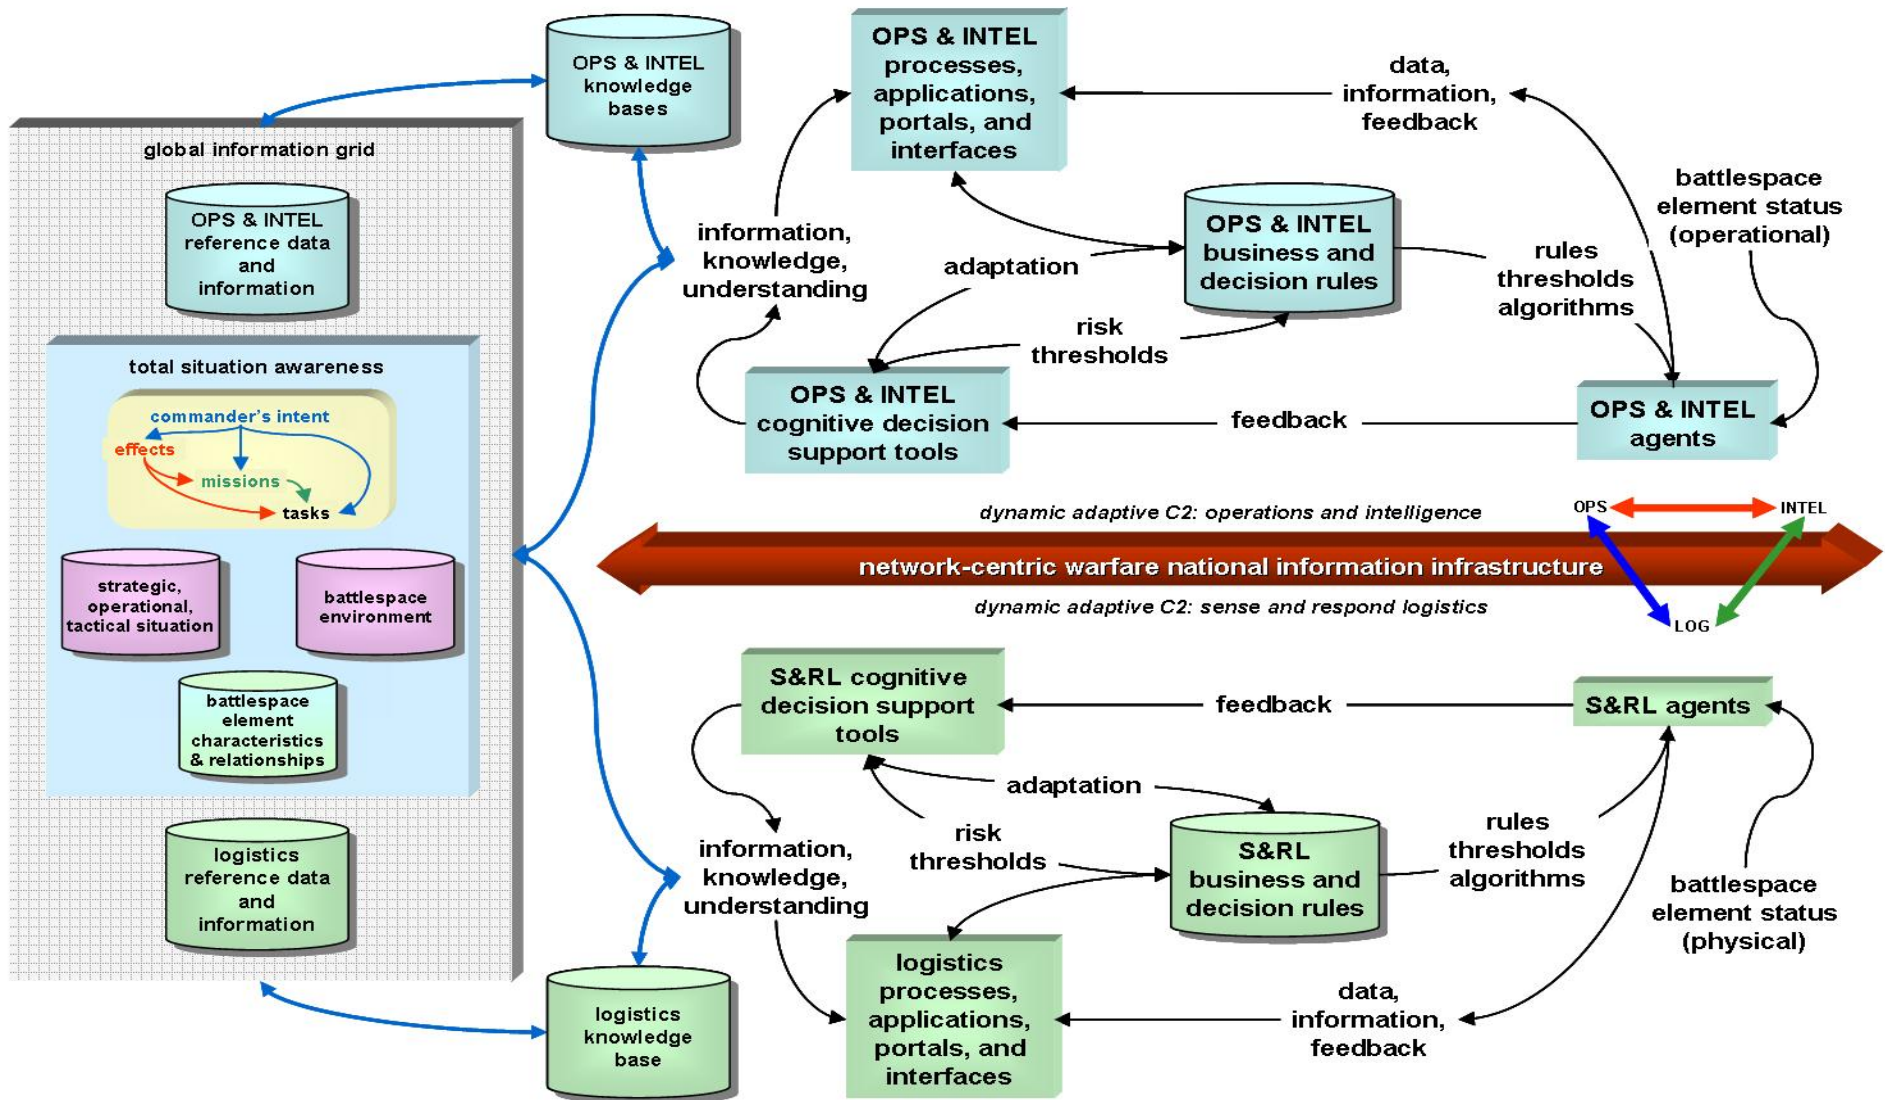 global information grid
OPS & INTEL
reference data
and
information
total situation awareness
commander's intent
effects
missions
tasks
strategic,
operational,
tactical situation
battlespace
environment
battlespace
element
characteristics
& relationships
logistics
reference data
and
information
OPS & INTEL
knowledge
bases
logistics
knowledge
base
OPS & INTEL
processes,
applications,
portals, and
interfaces
data,
information,
feedback
battlespace
element status
(operational)
information,
knowledge,
understanding
adaptation
OPS & INTEL
business and
decision rules
rules
thresholds
algorithms
risk
thresholds
OPS & INTEL
cognitive decision
support tools
feedback
OPS & INTEL
agents
dynamic adaptive C2: operations and intelligence
network-centric warfare national information infrastructure
dynamic adaptive C2: sense and respond logistics
OPS
INTEL
LOG
S&RL cognitive
decision support
tools
feedback
S&RL agents
adaptation
information,
knowledge,
understanding
risk
thresholds
S&RL
business and
decision rules
rules
thresholds
algorithms
battlespace
element status
(physical)
logistics
processes,
applications,
portals, and
interfaces
data,
information,
feedback